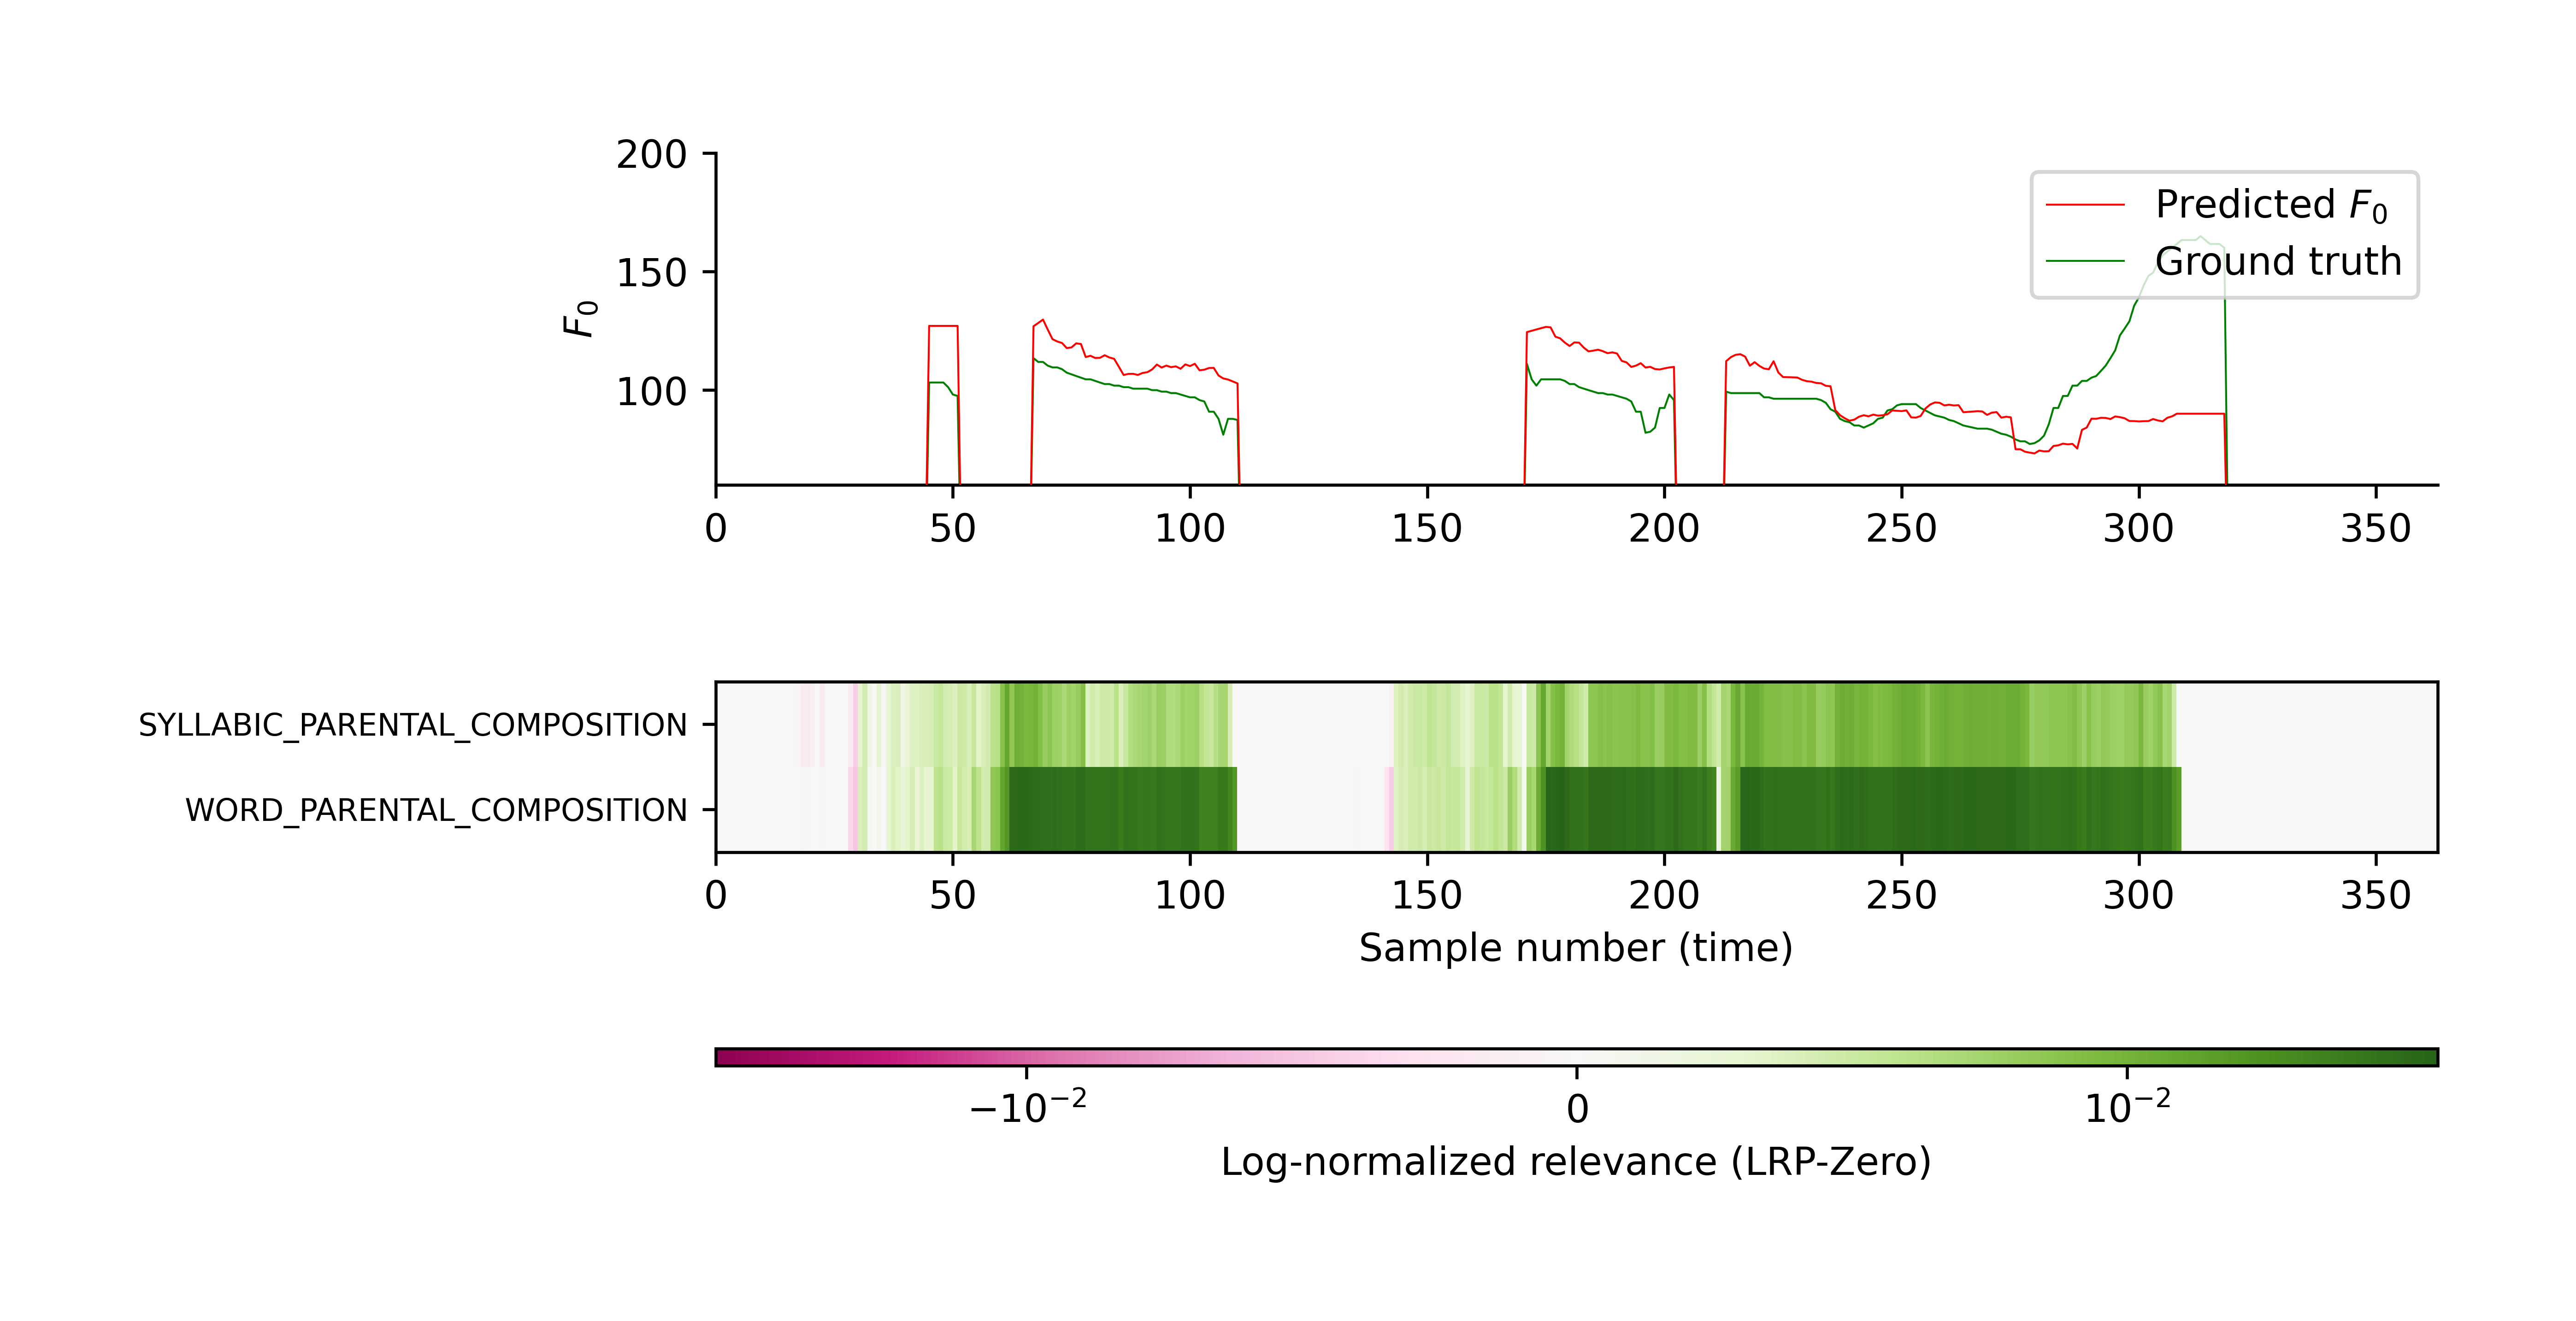 200
150
100
F₀
Predicted F₀
Ground truth
0 50 100 150 200 250 300 350
SYLLABIC_PARENTAL_COMPOSITION
WORD_PARENTAL_COMPOSITION
0 50 100 150 200 250 300 350
Sample number (time)
−10⁻² 0 10⁻²
Log-normalized relevance (LRP-Zero)